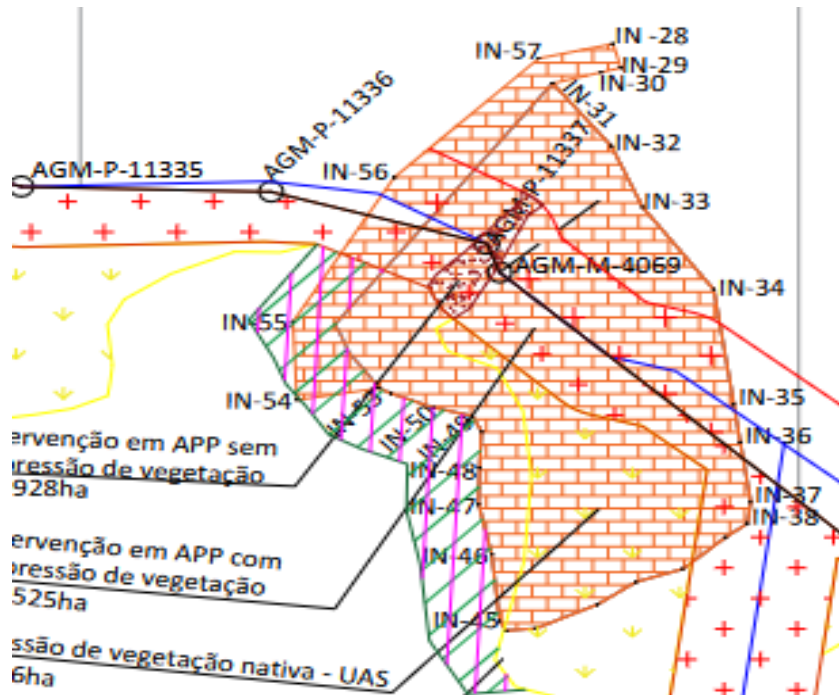 IN -28
IN-57
IN-29
IN-30
IN-31
AGM-P-11336
IN-32
AGM-P-11335
IN-56
AGM-P-11337
IN-33
AGM-M-4069
IN-34
IN-55
IN-54
IN-53
IN-50
IN-49
IN-35
IN-36
ervenção em APP sem
pressão de vegetação
928ha
IN-48
IN-47
IN-37
IN-38
IN-46
ervenção em APP com
pressão de vegetação
525ha
IN-45
ssão de vegetação nativa - UAS
6ha